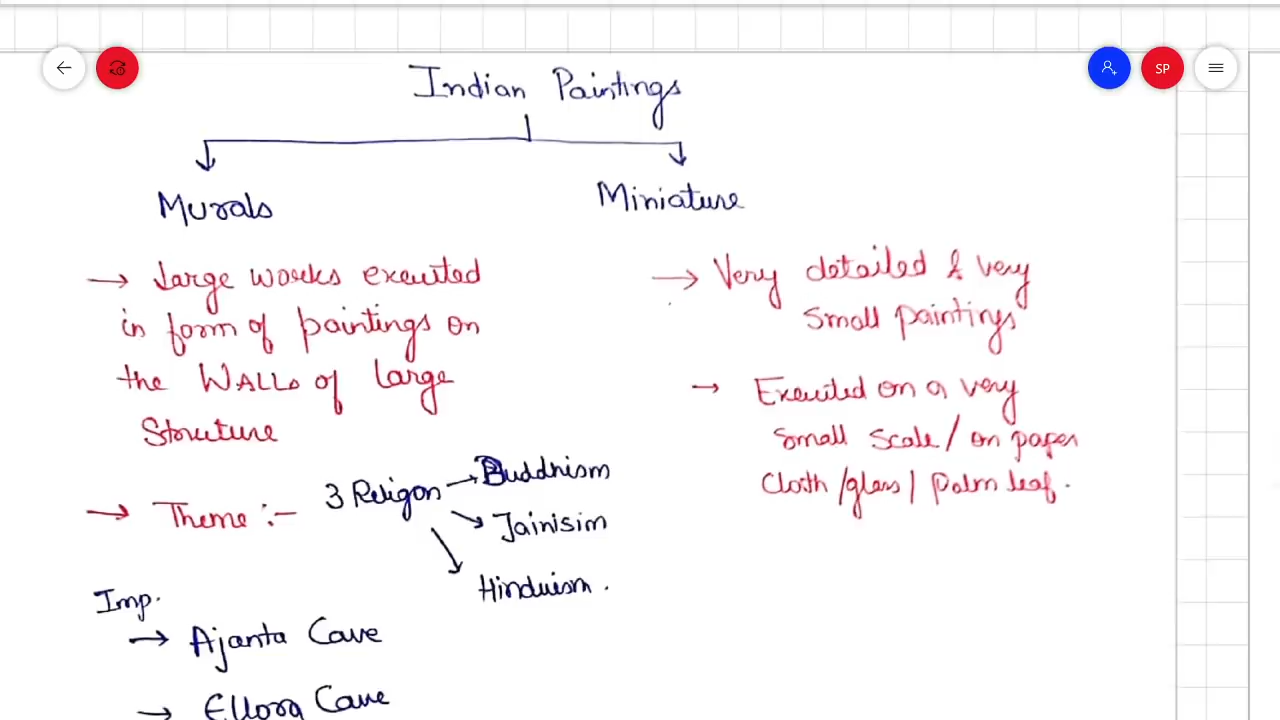 SP
Indian Paintings
Murals
Miniature
→ Large works executed
in form of paintings on
the WALLs of large
Struture
→ Theme :-
3 Religon → Buddhism
→ Jainisim
→ Hinduism.
Imp.
→ Ajanta Cave
→ Ellora Cave
→ Very detailed & very
small paintings
→ Executed on a very
small scale / on paper
Cloth / glass / palm leaf.